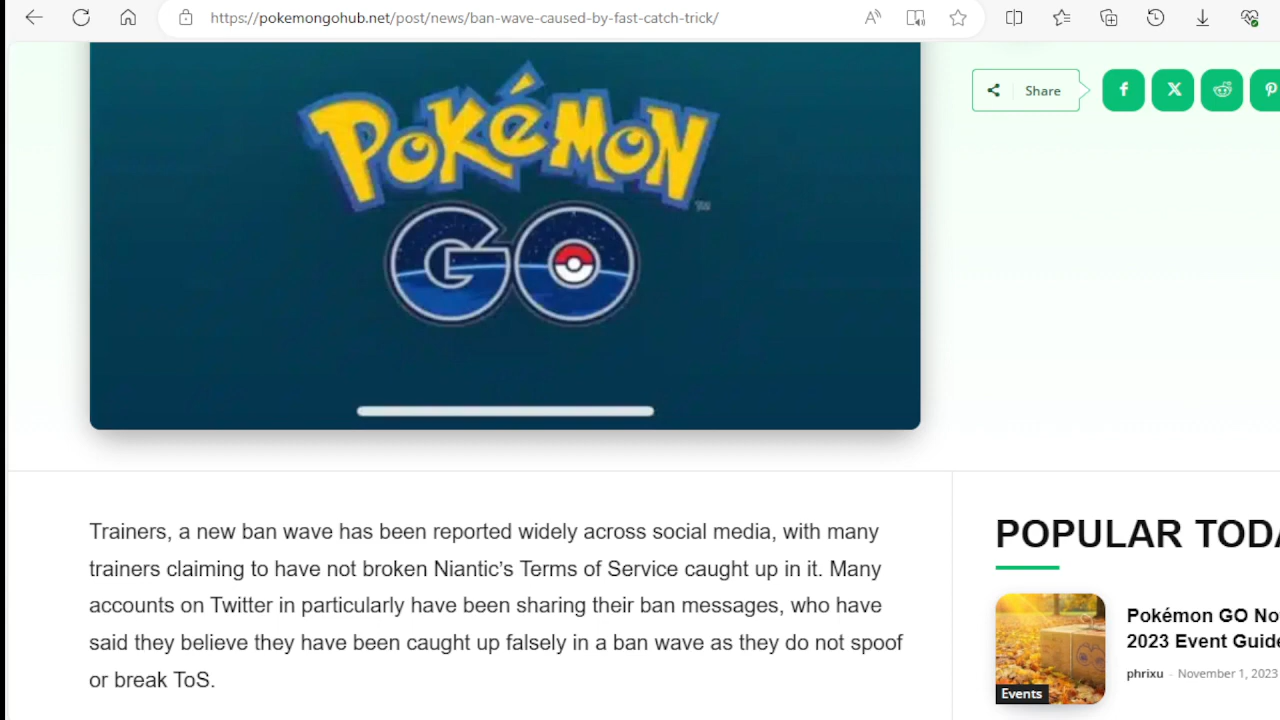 https://pokemongohub.net/post/news/ban-wave-caused-by-fast-catch-trick/
POKéMON
GO
TM
Share
Trainers, a new ban wave has been reported widely across social media, with many
trainers claiming to have not broken Niantic’s Terms of Service caught up in it. Many
accounts on Twitter in particularly have been sharing their ban messages, who have
said they believe they have been caught up falsely in a ban wave as they do not spoof
or break ToS.
POPULAR TODA
Pokémon GO No
2023 Event Guide
phrixu - November 1, 2023
Events